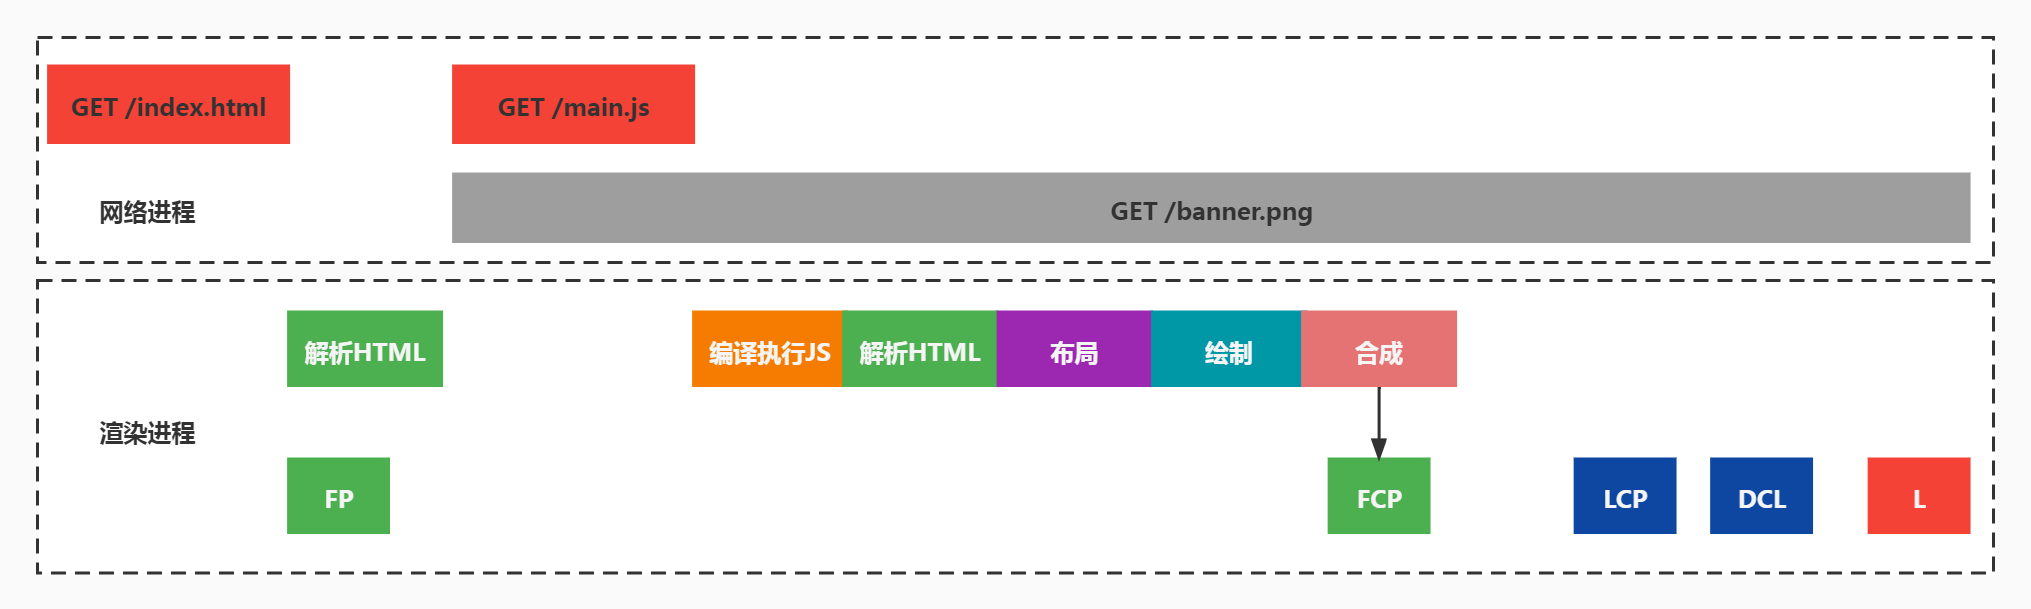 GET /index.html
GET /main.js
网络进程
GET /banner.png
解析HTML
编译执行JS
解析HTML
布局
绘制
合成
渲染进程
FP
FCP
LCP
DCL
L